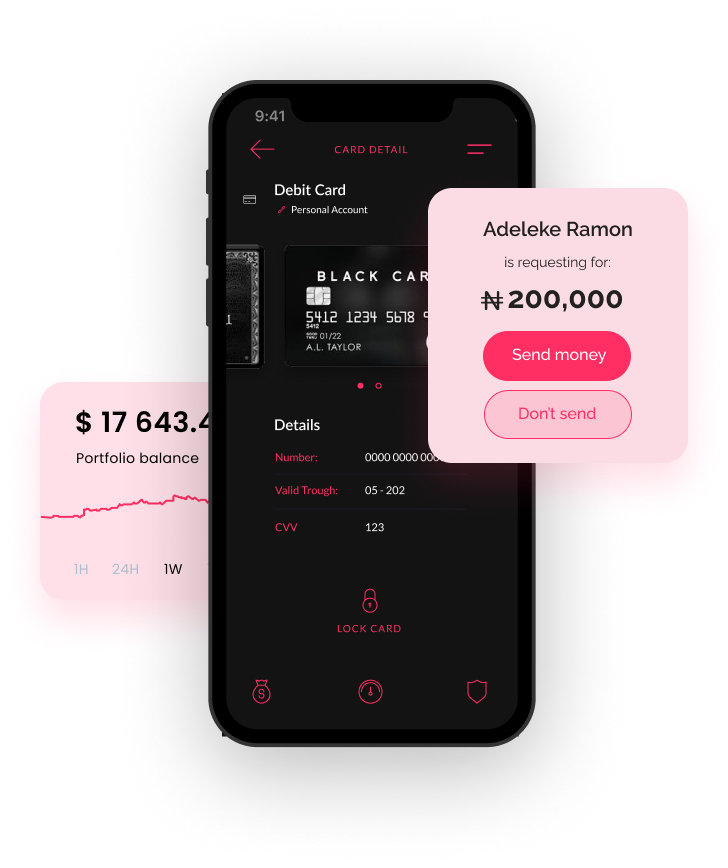 9:41
CARD DETAIL
Debit Card
Personal Account
Adeleke Ramon
is requesting for:
₦ 200,000
Send money
Don't send
1
BLACK CAR
5412 1234 5678 9
5412
01/22
A.L. TAYLOR
$ 17 643.4
Portfolio balance
1H 24H 1W
Details
Number: 0000 0000 000
Valid Trough: 05 - 202
CVV 123
LOCK CARD